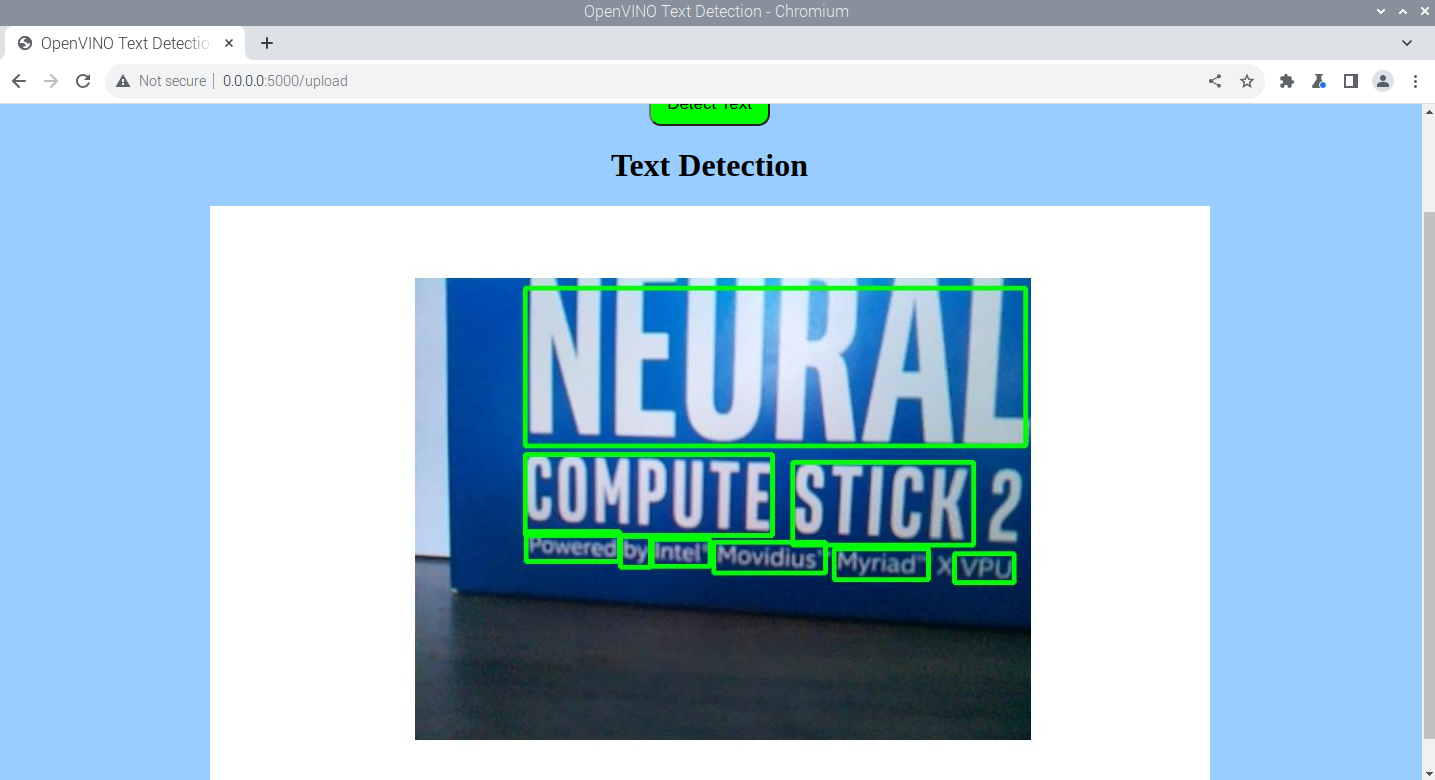 OpenVINO Text Detection - Chromium
OpenVINO Text Detectio
Not secure | 0.0.0.0:5000/upload
Detect Text
Text Detection
NEURAL
COMPUTE STICK 2
Powered by Intel® Movidius™ Myriad™ X VPU